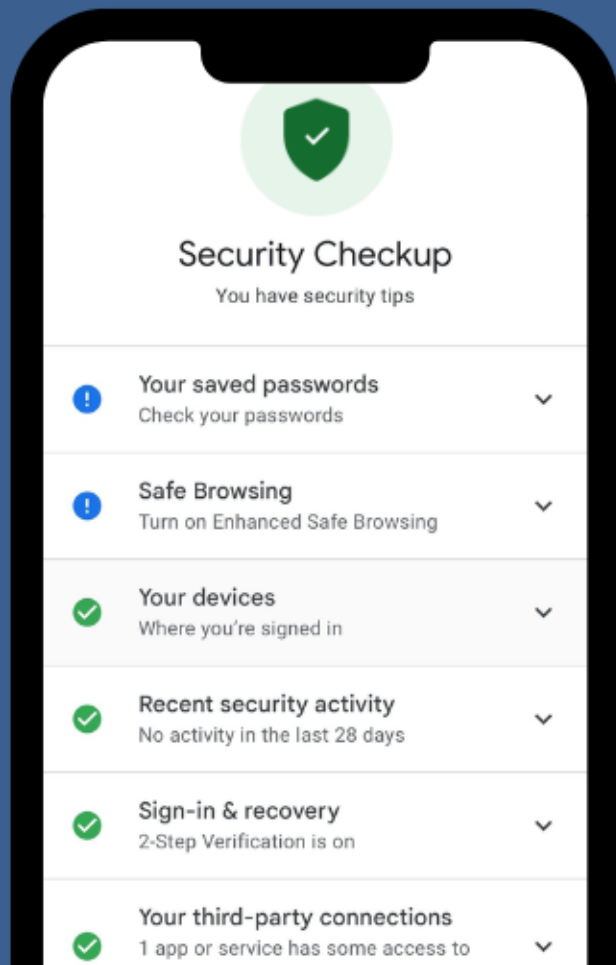 Security Checkup
You have security tips
Your saved passwords
Check your passwords
Safe Browsing
Turn on Enhanced Safe Browsing
Your devices
Where you're signed in
Recent security activity
No activity in the last 28 days
Sign-in & recovery
2-Step Verification is on
Your third-party connections
1 app or service has some access to